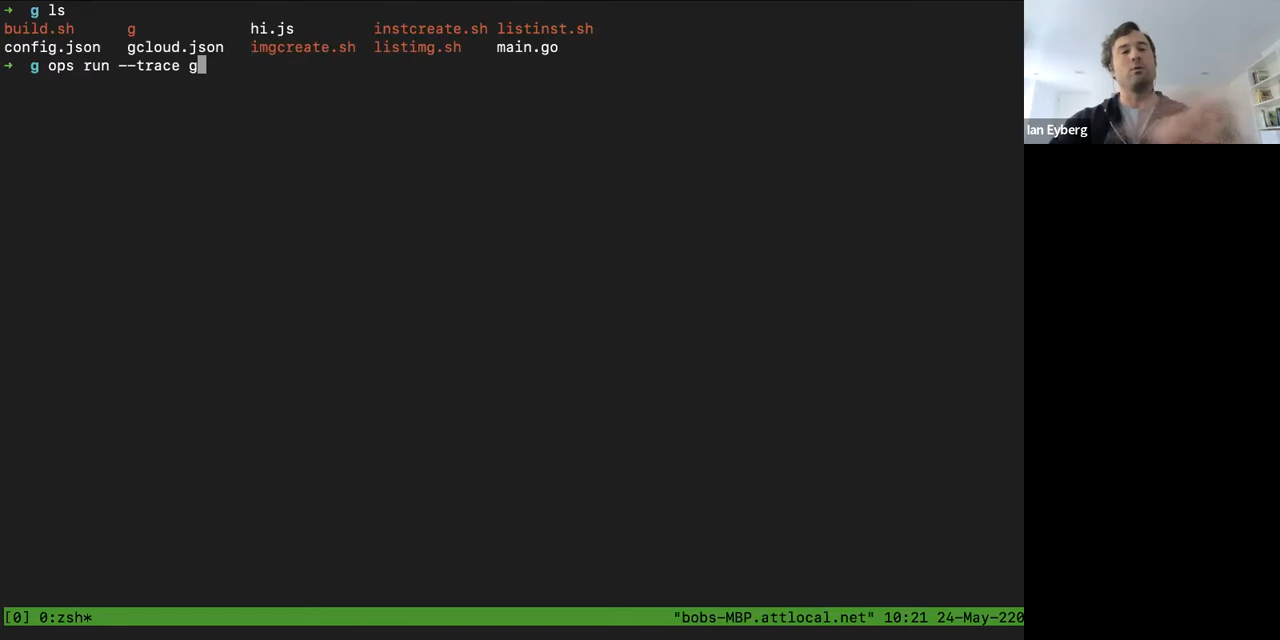 → g ls
build.sh g hi.js instcreate.sh listinst.sh
config.json gcloud.json imgcreate.sh listimg.sh main.go
→ g ops run --trace g
Ian Eyberg
[0] 0:zsh* "bobs-MBP.attlocal.net" 10:21 24-May-220